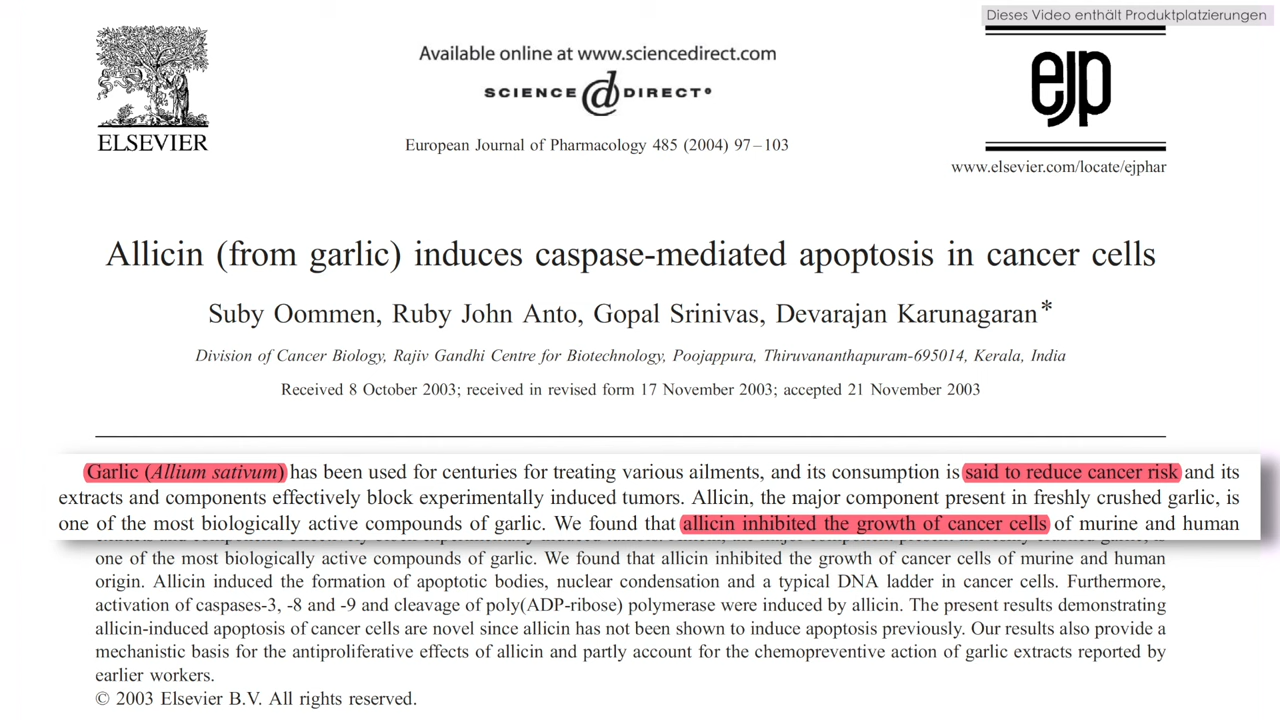 Dieses Video enthält Produktplatzierungen
ELSEVIER
Available online at www.sciencedirect.com
SCIENCE @ DIRECT®
European Journal of Pharmacology 485 (2004) 97–103
ejp
www.elsevier.com/locate/ejphar
Allicin (from garlic) induces caspase-mediated apoptosis in cancer cells
Suby Oommen, Ruby John Anto, Gopal Srinivas, Devarajan Karunagaran*
Division of Cancer Biology, Rajiv Gandhi Centre for Biotechnology, Poojappura, Thiruvananthapuram-695014, Kerala, India
Received 8 October 2003; received in revised form 17 November 2003; accepted 21 November 2003
Garlic (Allium sativum) has been used for centuries for treating various ailments, and its consumption is said to reduce cancer risk and its
extracts and components effectively block experimentally induced tumors. Allicin, the major component present in freshly crushed garlic, is
one of the most biologically active compounds of garlic. We found that allicin inhibited the growth of cancer cells of murine and human
one of the most biologically active compounds of garlic. We found that allicin inhibited the growth of cancer cells of murine and human
origin. Allicin induced the formation of apoptotic bodies, nuclear condensation and a typical DNA ladder in cancer cells. Furthermore,
activation of caspases-3, -8 and -9 and cleavage of poly(ADP-ribose) polymerase were induced by allicin. The present results demonstrating
allicin-induced apoptosis of cancer cells are novel since allicin has not been shown to induce apoptosis previously. Our results also provide a
mechanistic basis for the antiproliferative effects of allicin and partly account for the chemopreventive action of garlic extracts reported by
earlier workers.
© 2003 Elsevier B.V. All rights reserved.